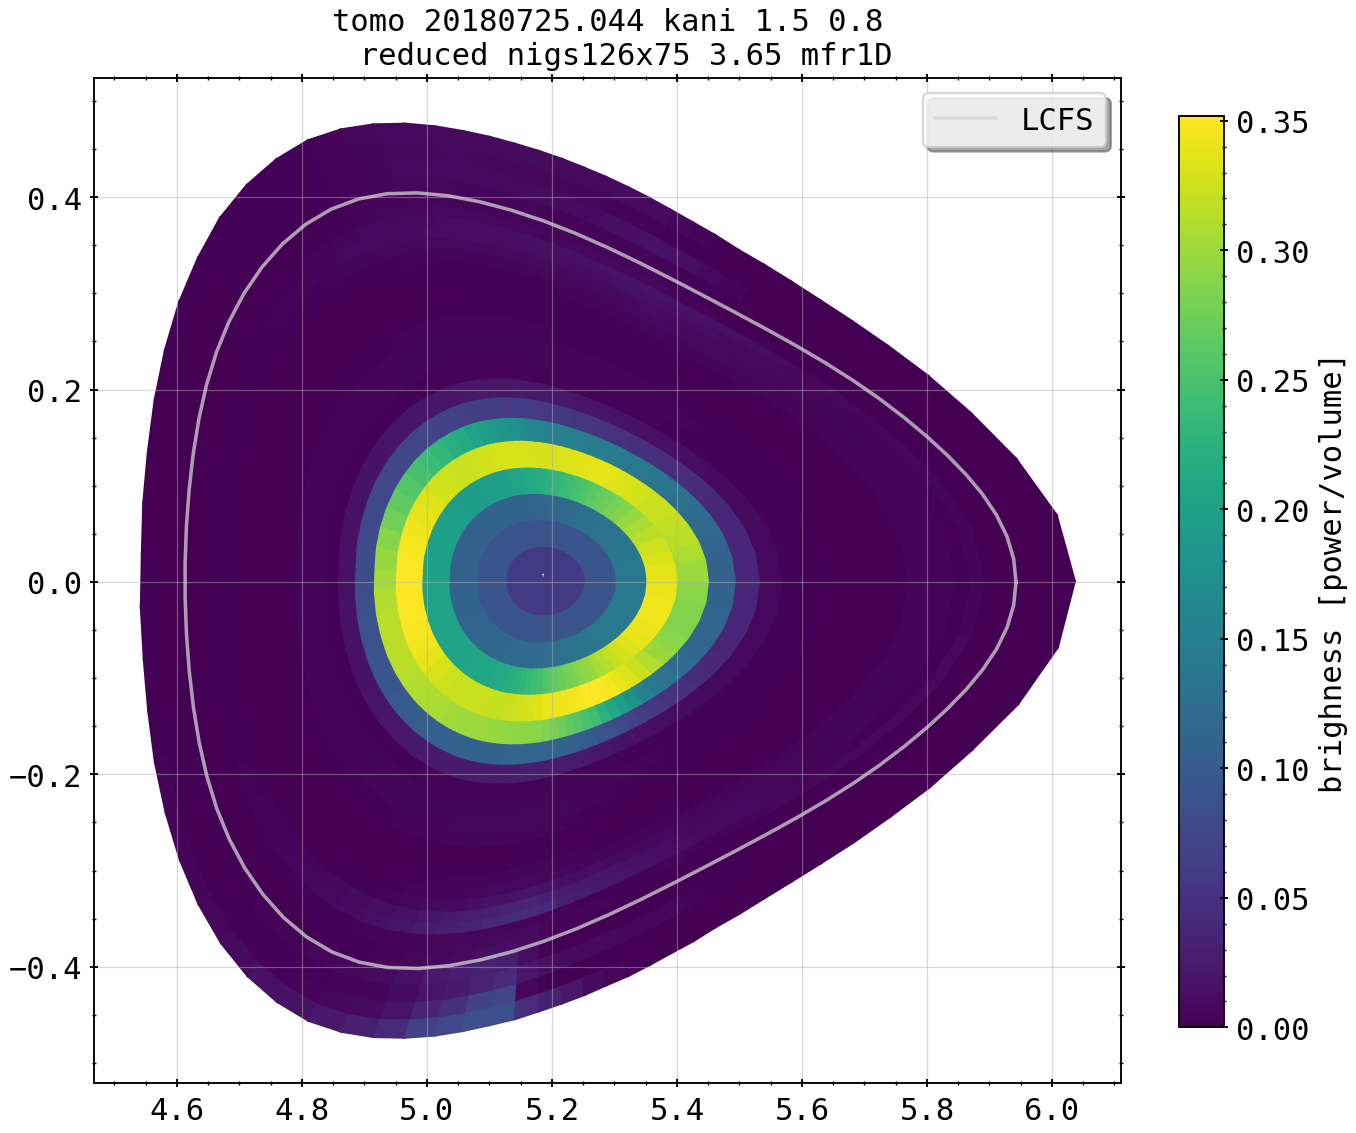 tomo 20180725.044 kani 1.5 0.8
reduced nigs126x75 3.65 mfr1D
LCFS
0.4
0.2
0.0
−0.2
−0.4
4.6 4.8 5.0 5.2 5.4 5.6 5.8 6.0
0.35
0.30
0.25
0.20
0.15
0.10
0.05
0.00
brighness [power/volume]